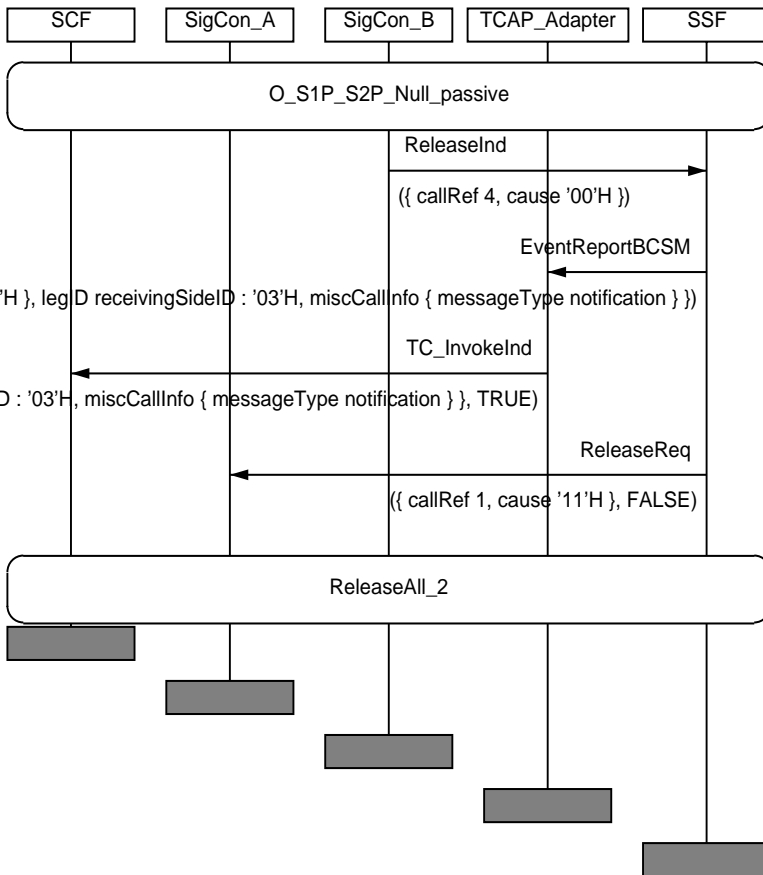 SCF SigCon_A SigCon_B TCAP_Adapter SSF
O_S1P_S2P_Null_passive
ReleaseInd
({ callRef 4, cause '00'H })
EventReportBCSM
'H }, legID receivingSideID : '03'H, miscCallInfo { messageType notification } })
TC_InvokeInd
D : '03'H, miscCallInfo { messageType notification } }, TRUE)
ReleaseReq
({ callRef 1, cause '11'H }, FALSE)
ReleaseAll_2